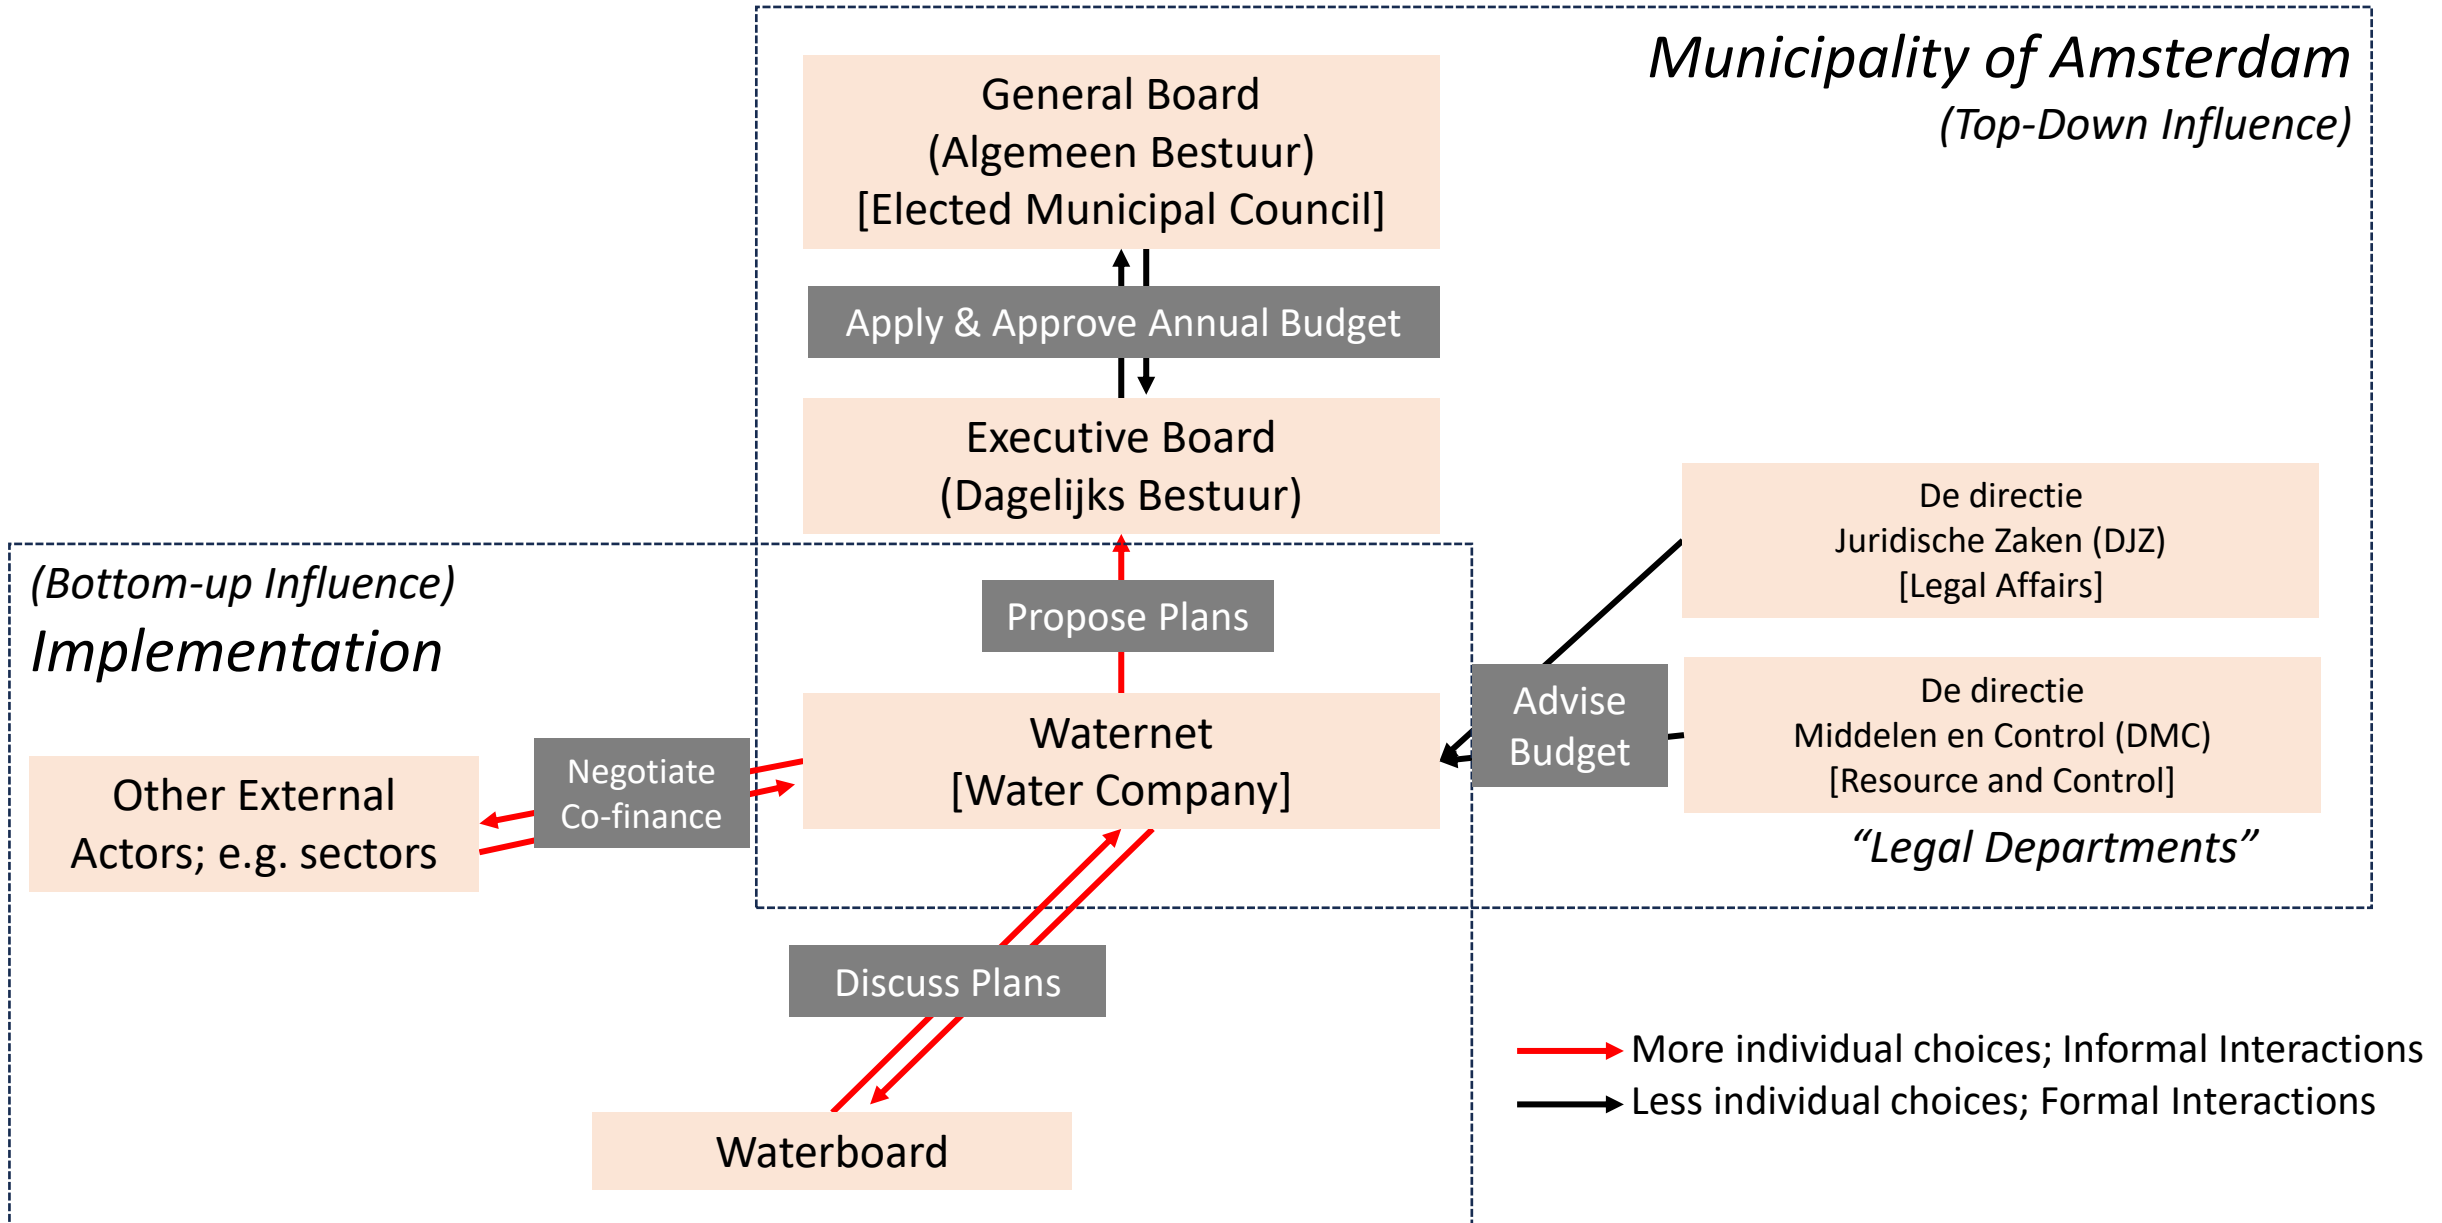 Municipality of Amsterdam
(Top-Down Influence)
General Board
(Algemeen Bestuur)
[Elected Municipal Council]
Apply & Approve Annual Budget
Executive Board
(Dagelijks Bestuur)
De directie
Juridische Zaken (DJZ)
[Legal Affairs]
(Bottom-up Influence)
Implementation
Propose Plans
Advise
Budget
De directie
Middelen en Control (DMC)
[Resource and Control]
"Legal Departments"
Waternet
[Water Company]
Negotiate
Co-finance
Other External
Actors; e.g. sectors
Discuss Plans
Waterboard
More individual choices; Informal Interactions
Less individual choices; Formal Interactions